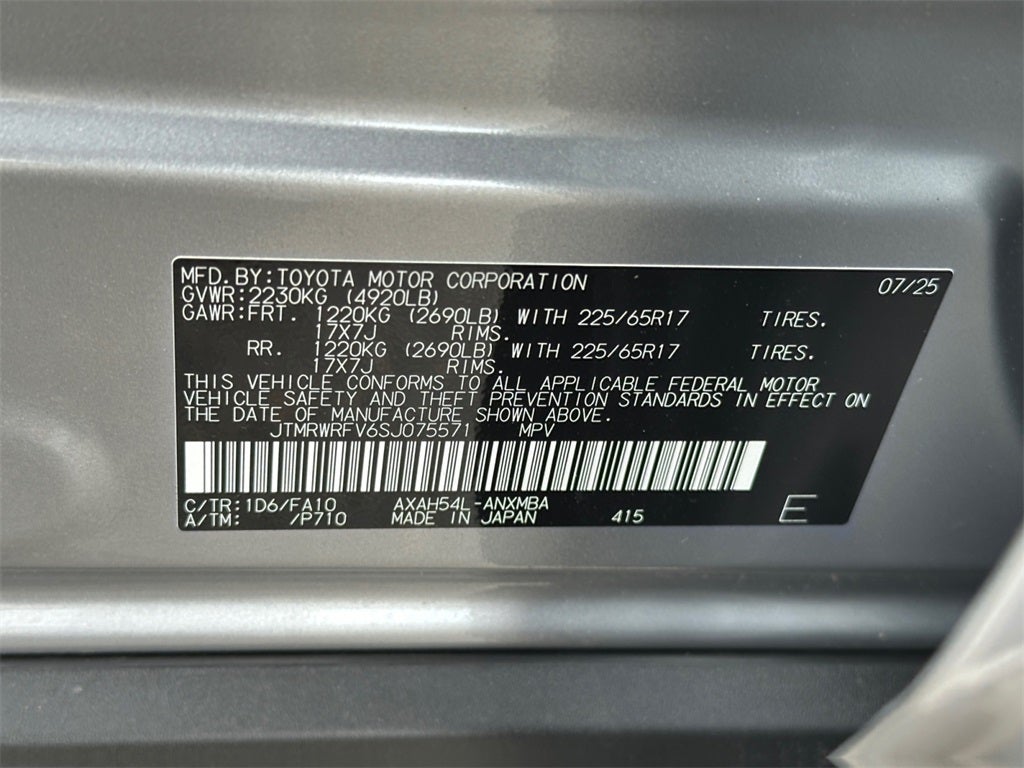 MFD.BY:TOYOTA MOTOR CORPORATION 07/25
GVWR:2230KG (4920LB)
GAWR:FRT. 1220KG (2690LB) WITH 225/65R17 TIRES.
17X7J RIMS.
RR. 1220KG (2690LB) WITH 225/65R17 TIRES.
17X7J RIMS.
THIS VEHICLE CONFORMS TO ALL APPLICABLE FEDERAL MOTOR
VEHICLE SAFETY AND THEFT PREVENTION STANDARDS IN EFFECT ON
THE DATE OF MANUFACTURE SHOWN ABOVE.
JTMRWRFV6SJ075571 MPV
C/TR:1D6/FA10 AXAH54L-ANXMBA
A/TM: /P710 MADE IN JAPAN 415 E